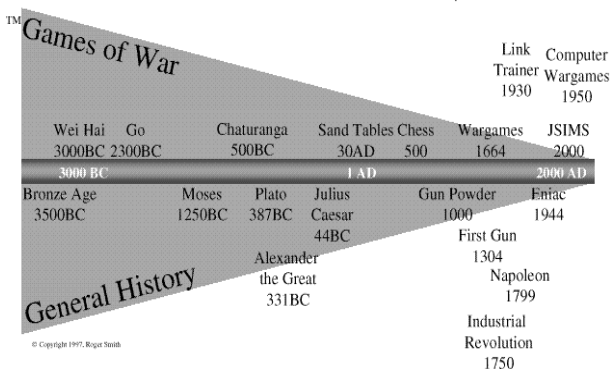 TM
Games of War
Link Trainer 1930
Computer Wargames 1950
Wei Hai 3000BC
Go 2300BC
Chaturanga 500BC
Sand Tables 30AD
Chess 500
Wargames 1664
JSIMS 2000
3000 BC
1 AD
2000 AD
Bronze Age 3500BC
Moses 1250BC
Plato 387BC
Julius Caesar 44BC
Gun Powder 1000
Eniac 1944
Alexander the Great 331BC
First Gun 1304
Napoleon 1799
Industrial Revolution 1750
General History
© Copyright 1997, Roger Smith